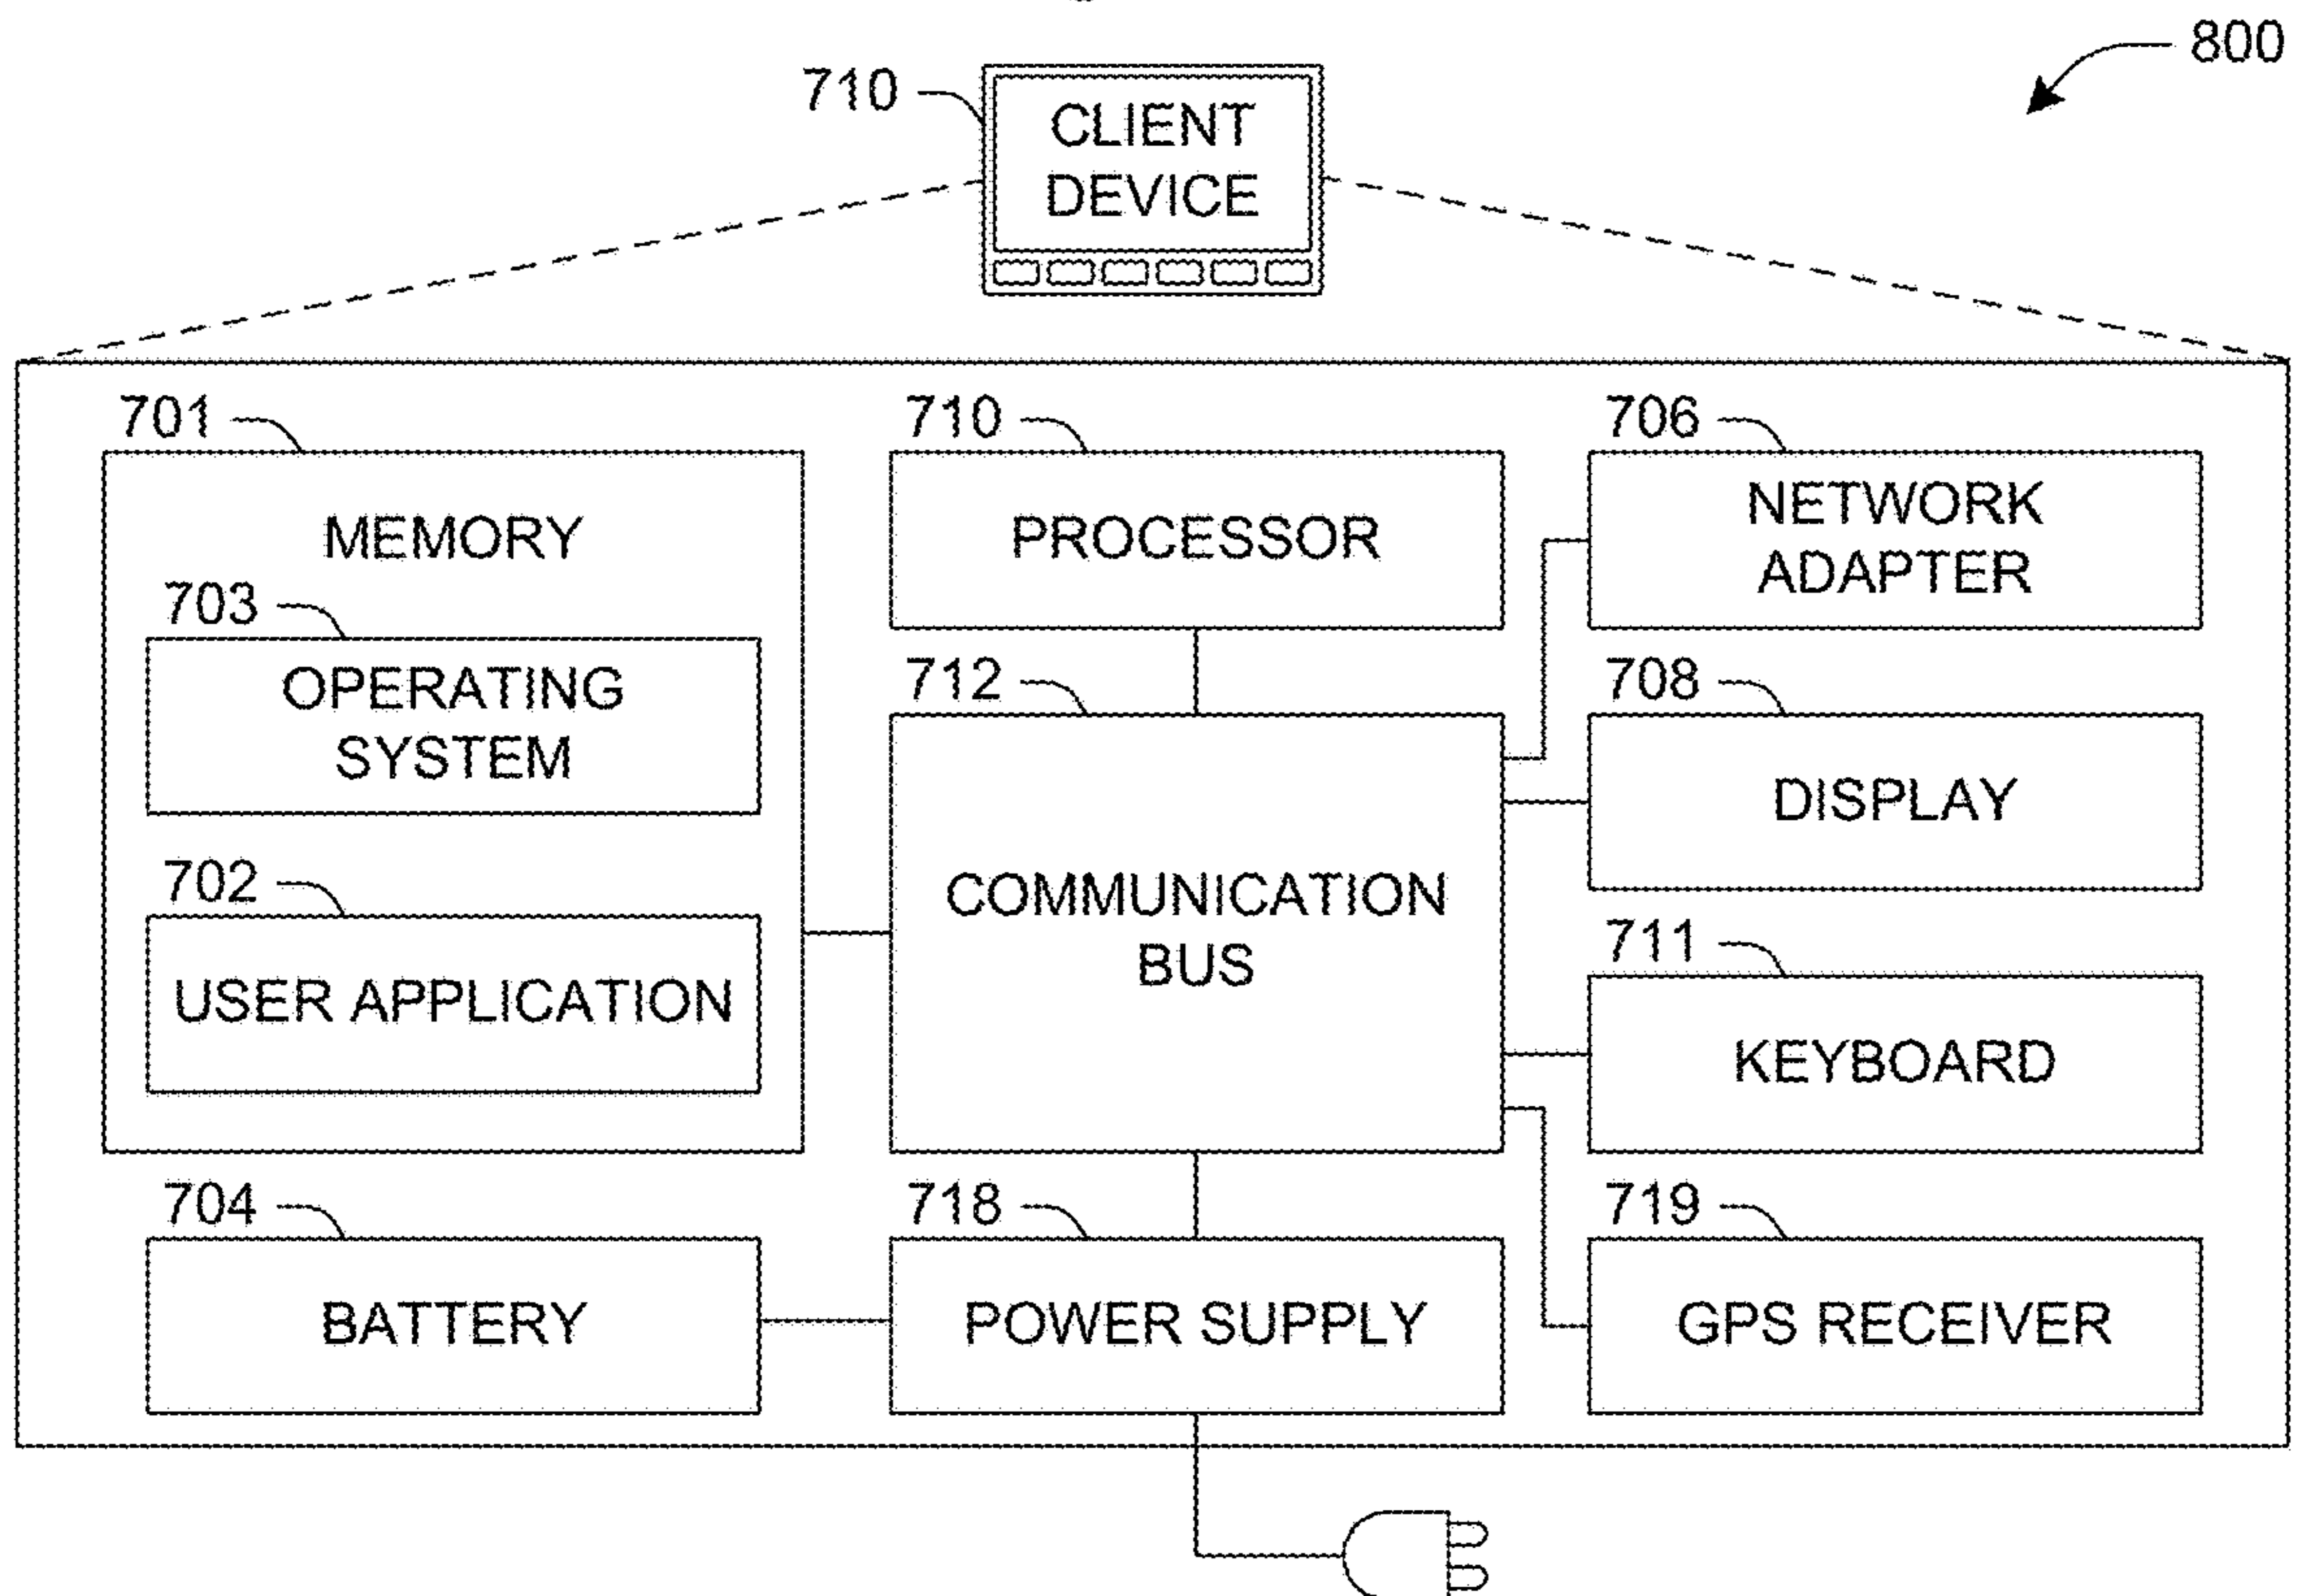 800
710
CLIENT
DEVICE
701
MEMORY
703
OPERATING
SYSTEM
702
USER APPLICATION
704
BATTERY
710
PROCESSOR
712
COMMUNICATION
BUS
718
POWER SUPPLY
706
NETWORK
ADAPTER
708
DISPLAY
711
KEYBOARD
719
GPS RECEIVER